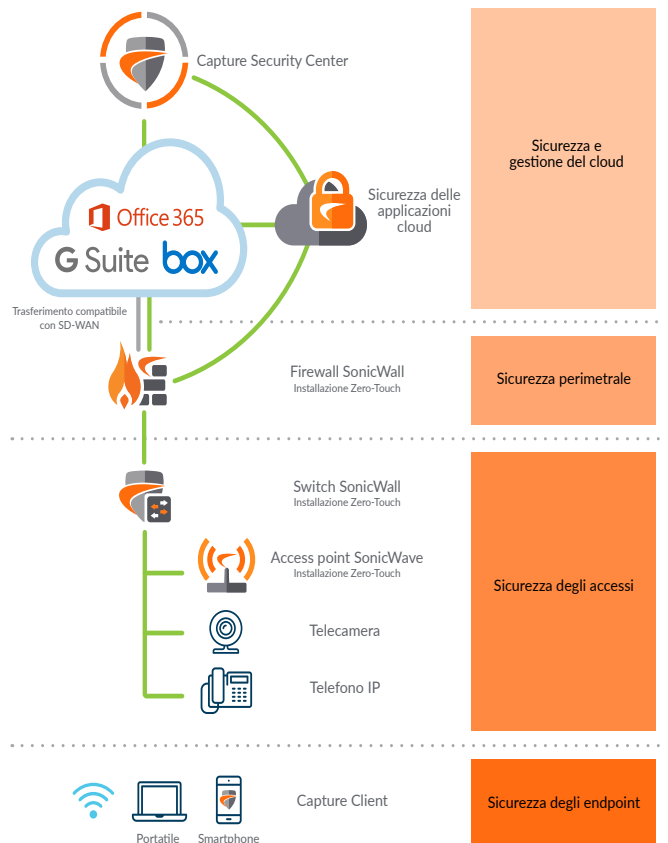 Capture Security Center
Sicurezza e
gestione del cloud
Sicurezza delle
applicazioni
cloud
Office 365
G Suite box
Trasferimento compatibile
con SD-WAN
Firewall SonicWall
Installazione Zero-Touch
Sicurezza perimetrale
Switch SonicWall
Installazione Zero-Touch
Access point SonicWave
Installazione Zero-Touch
Sicurezza degli accessi
Telecamera
Telefono IP
Capture Client
Sicurezza degli endpoint
Portatile
Smartphone